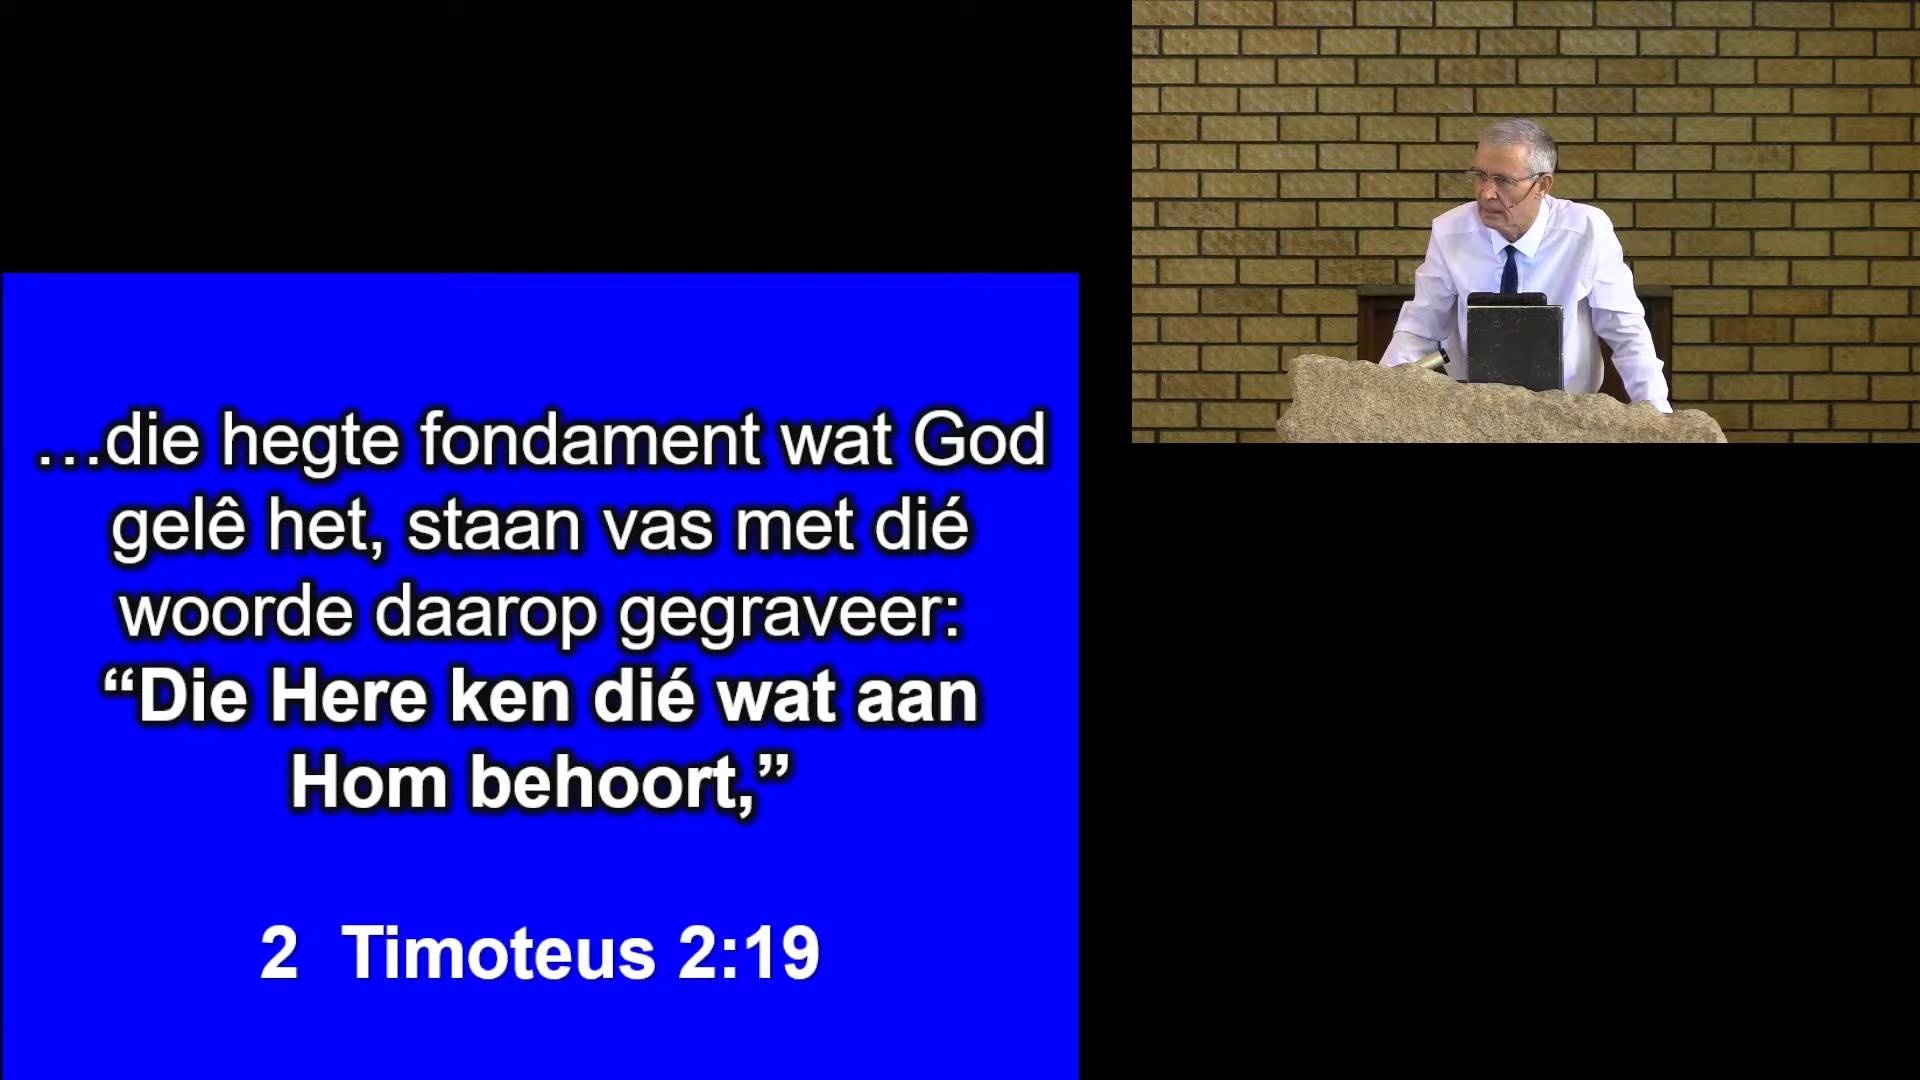 …die hegte fondament wat God
gelê het, staan vas met dié
woorde daarop gegraveer:
“Die Here ken dié wat aan
Hom behoort,”
2 Timoteus 2:19